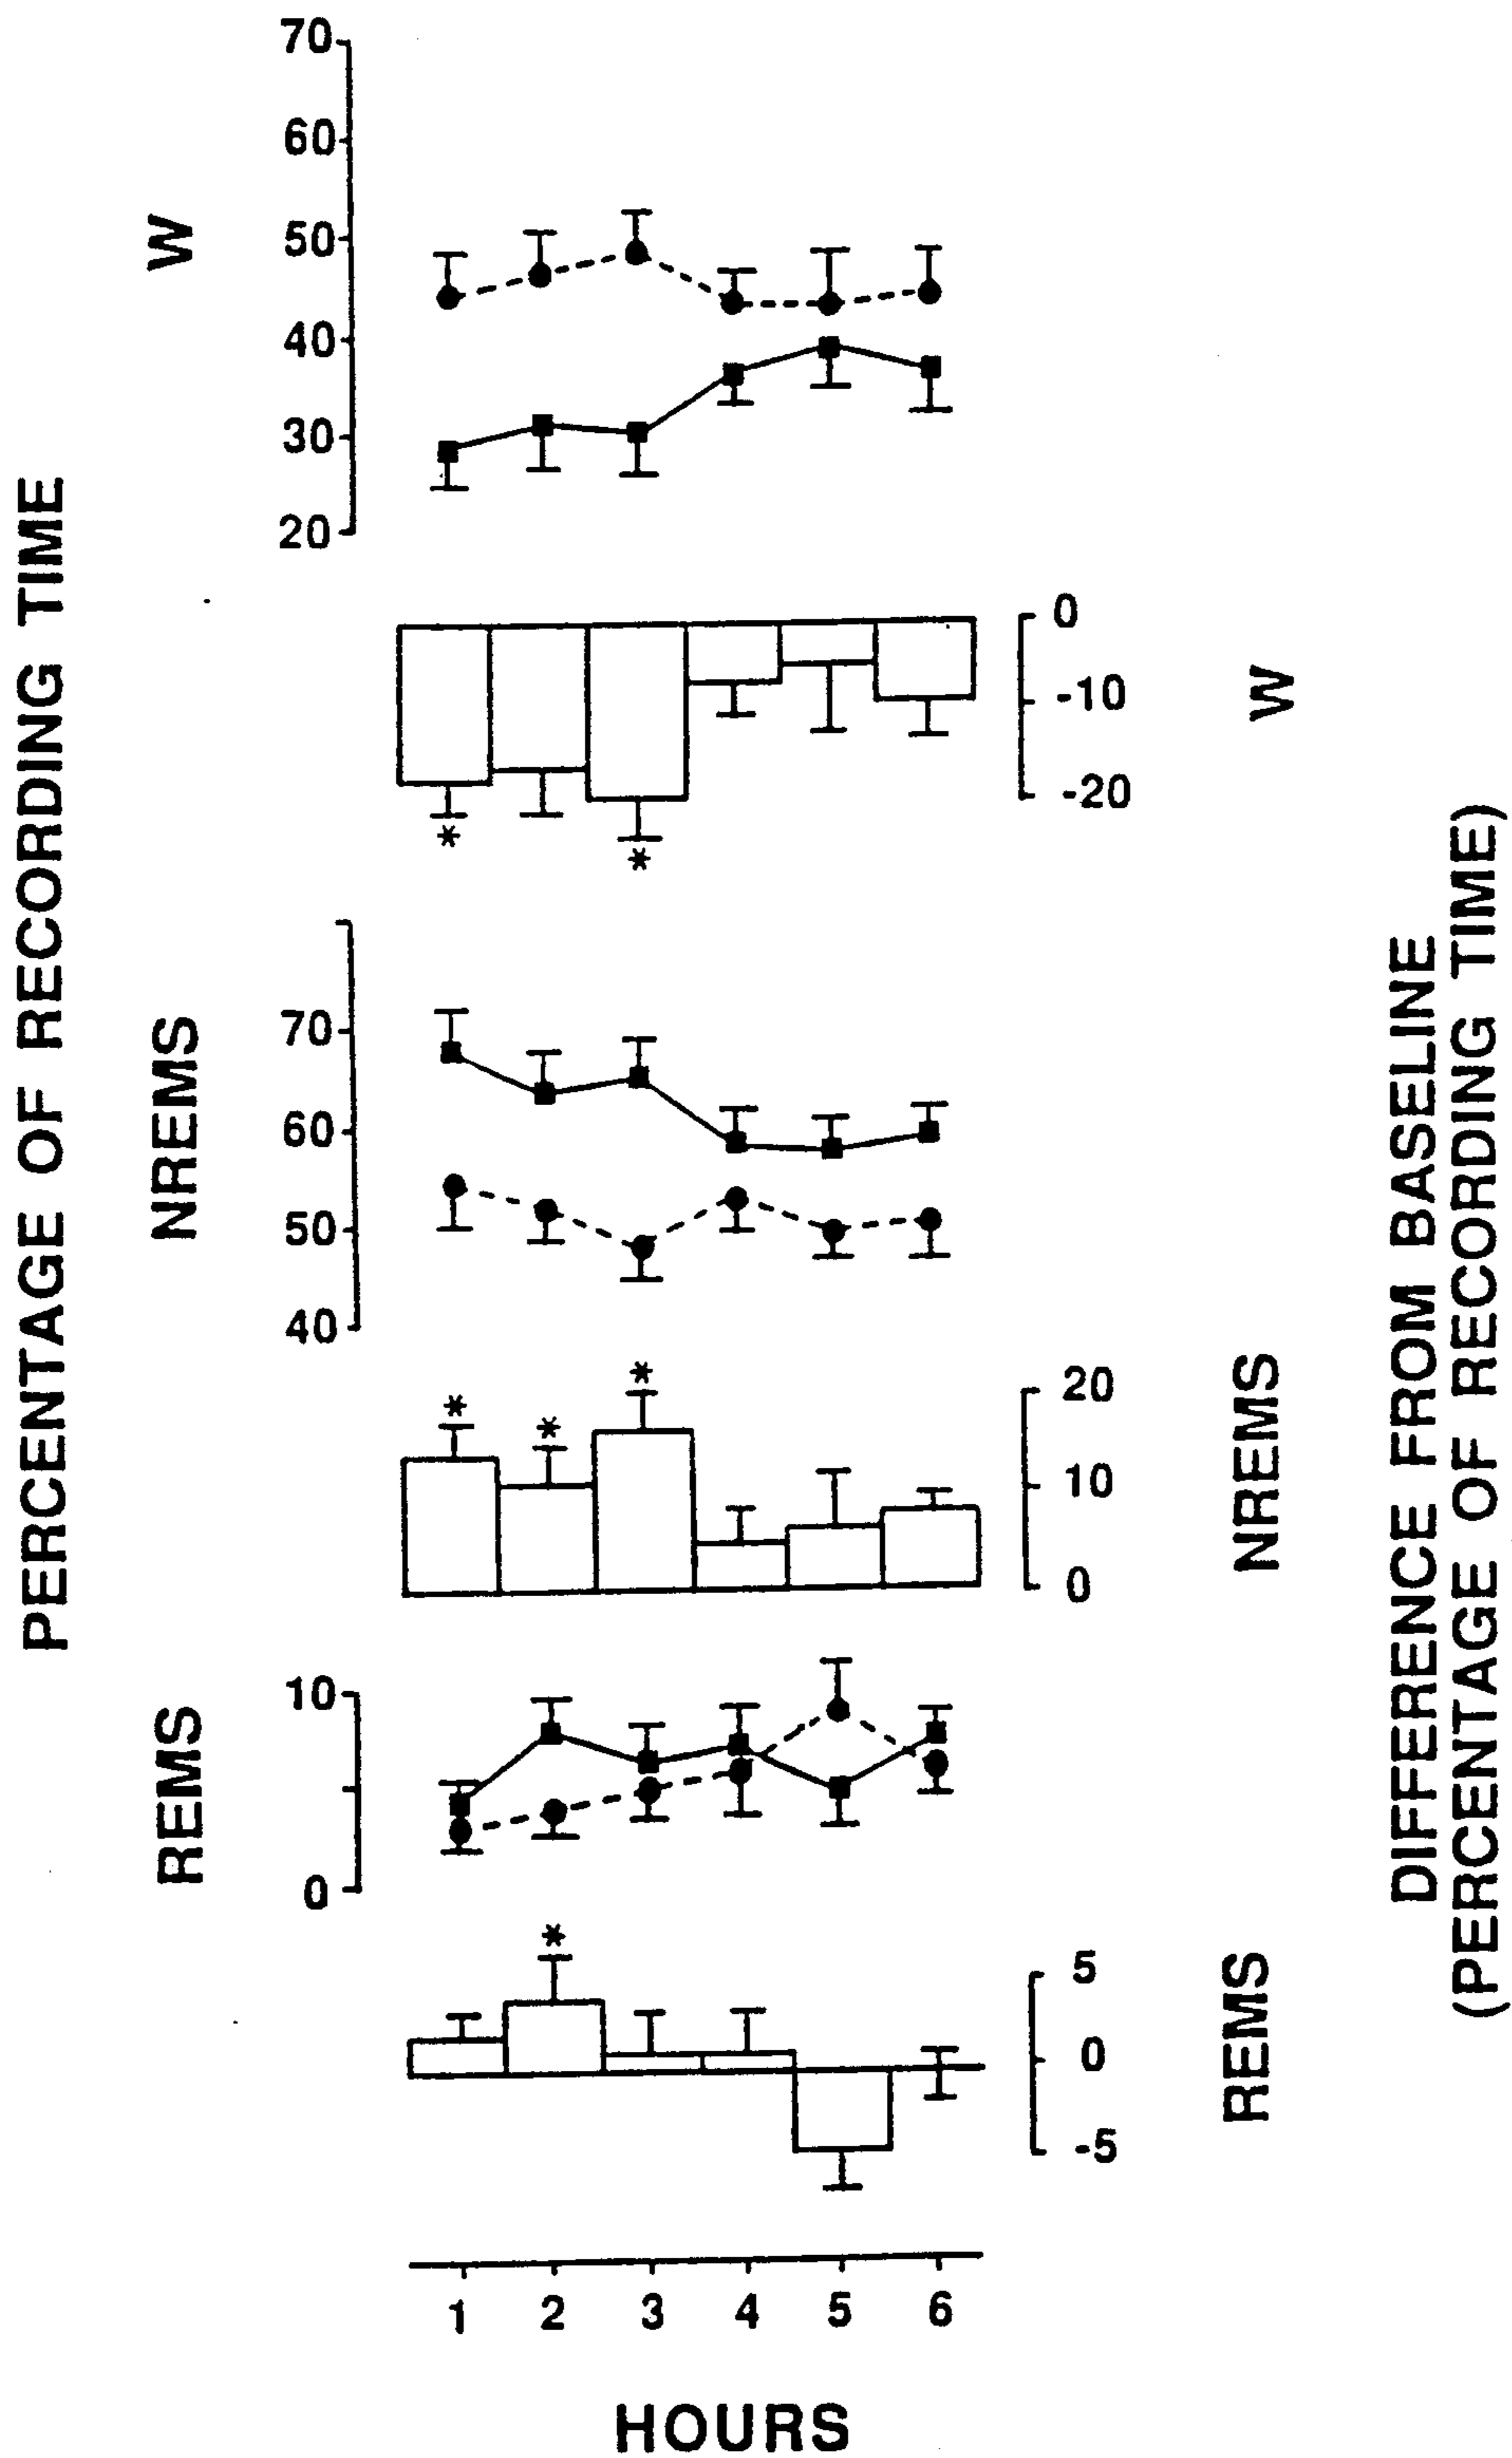 PERCENTAGE OF RECORDING TIME
W
70
60
50
40
30
20
0
-10
-20
W
*
*
NREMS
70
60
50
40
20
10
0
NREMS
*
*
*
REMS
10
0
5
0
-5
REMS
*
DIFFERENCE FROM BASELINE
(PERCENTAGE OF RECORDING TIME)
1 2 3 4 5 6
HOURS